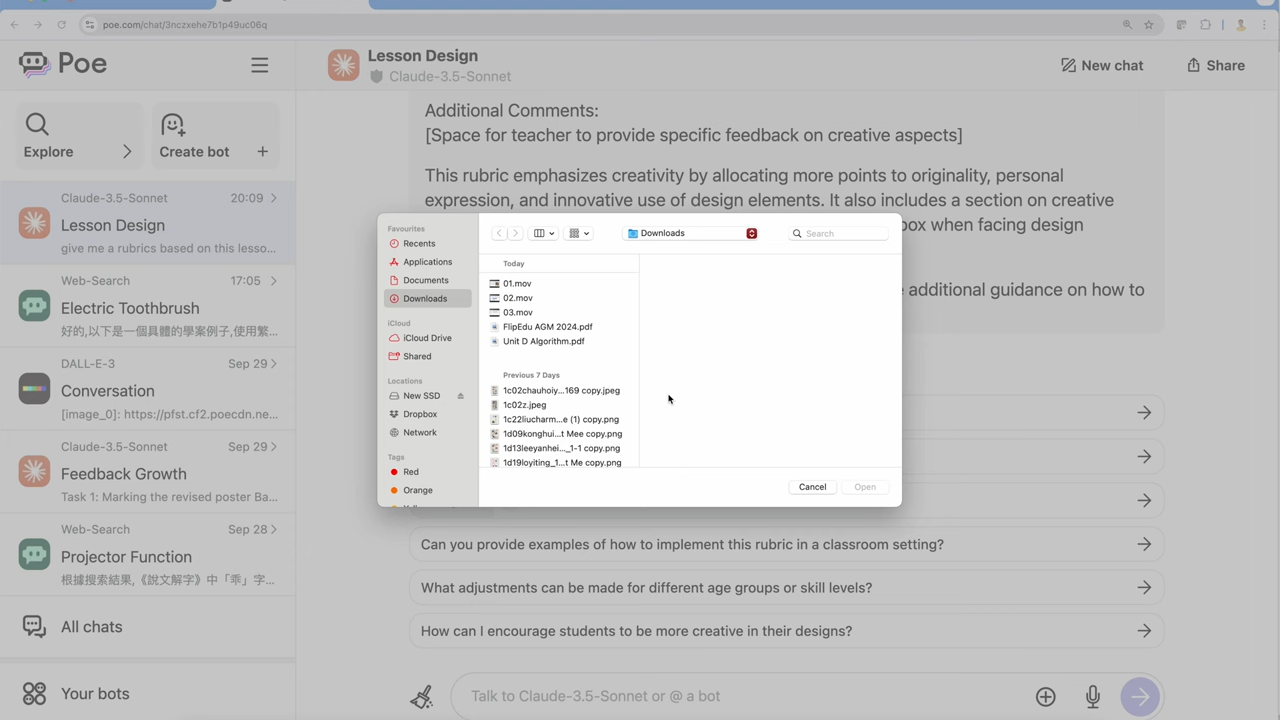 poe.com/chat/3nczxehe7b1p49uc06q
Poe
Explore
Create bot
Claude-3.5-Sonnet
20:09
Lesson Design
give me a rubrics based on this lesso...
Web-Search
17:05
Electric Toothbrush
好的,以下是一個具體的學案例子,使用繁...
DALL-E-3
Sep 29
Conversation
[image_0]: https://pfst.cf2.poecdn.ne...
Claude-3.5-Sonnet
Sep 29
Feedback Growth
Task 1: Marking the revised poster Ba...
Web-Search
Sep 28
Projector Function
根據搜索結果,《說文解字》中「乖」字...
All chats
Your bots
Lesson Design
Claude-3.5-Sonnet
New chat
Share
Additional Comments:
[Space for teacher to provide specific feedback on creative aspects]
This rubric emphasizes creativity by allocating more points to originality, personal
expression, and innovative use of design elements. It also includes a section on creative
box when facing design
additional guidance on how to
Favourites
Recents
Applications
Documents
Downloads
iCloud
iCloud Drive
Shared
Locations
New SSD
Dropbox
Network
Tags
Red
Orange
Downloads
Search
Today
01.mov
02.mov
03.mov
FlipEdu AGM 2024.pdf
Unit D Algorithm.pdf
Previous 7 Days
1c02chauhoiy...169 copy.jpeg
1c02z.jpeg
1c22liucharm...e (1) copy.png
1d09konghui...t Mee copy.png
1d13leeyanhei..._1-1 copy.png
1d19loyiting_1...t Me copy.png
Cancel
Open
Can you provide examples of how to implement this rubric in a classroom setting?
What adjustments can be made for different age groups or skill levels?
How can I encourage students to be more creative in their designs?
Talk to Claude-3.5-Sonnet or @ a bot